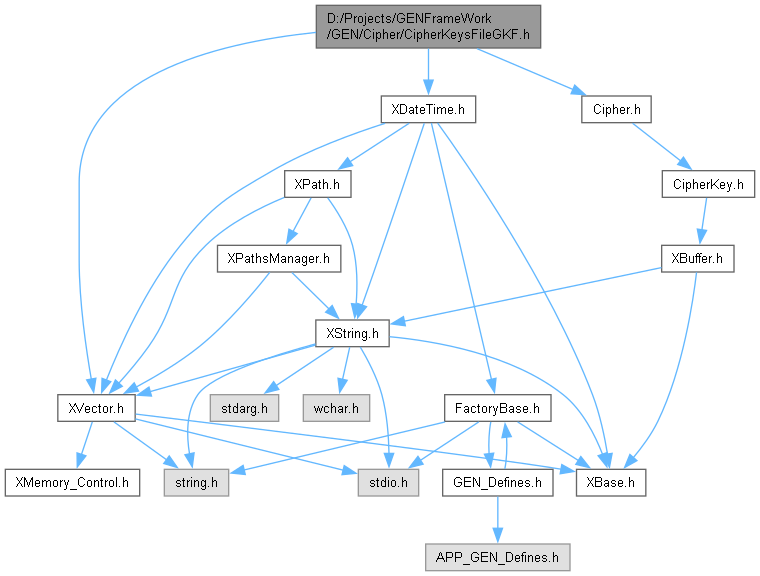 D:/Projects/GENFrameWork
/GEN/Cipher/CipherKeysFileGKF.h
XDateTime.h
Cipher.h
XPath.h
CipherKey.h
XPathsManager.h
XBuffer.h
XString.h
XVector.h
stdarg.h
wchar.h
FactoryBase.h
XMemory_Control.h
string.h
stdio.h
GEN_Defines.h
XBase.h
APP_GEN_Defines.h